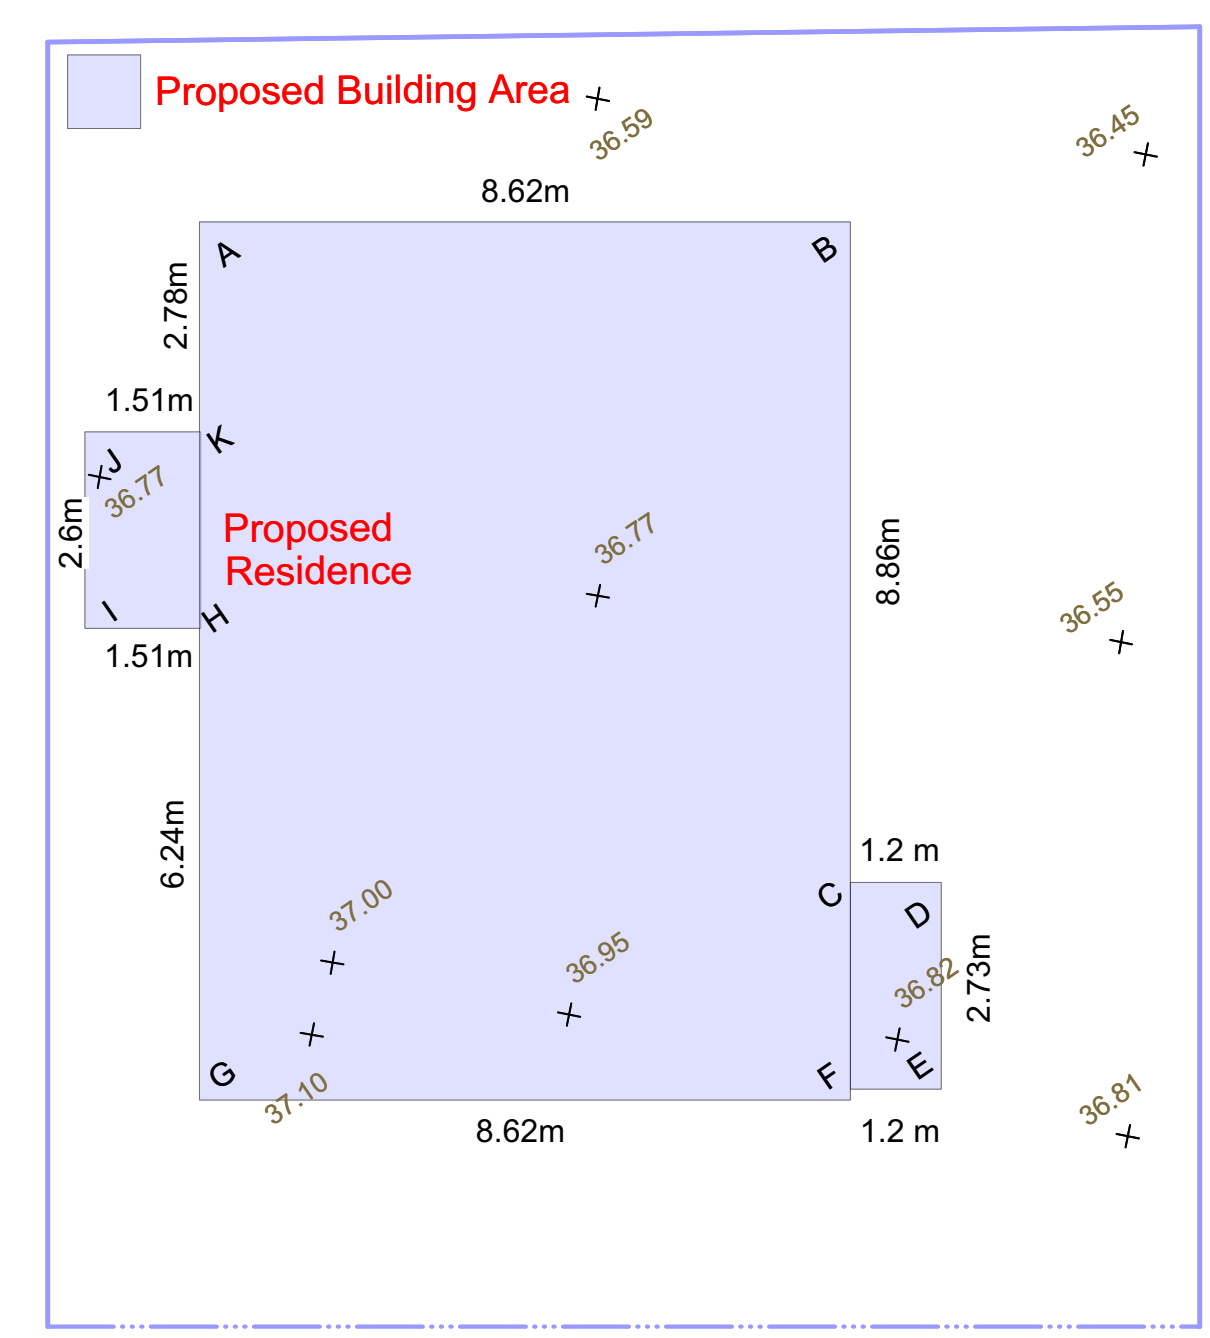 Proposed Building Area
36.59
36.45
8.62m
A
B
2.78m
1.51m
K
J
36.77
2.6m
Proposed
Residence
36.77
8.86m
36.55
I
H
1.51m
6.24m
1.2 m
37.00
C
D
36.95
36.82
2.73m
G
F
E
37.10
36.81
8.62m
1.2 m